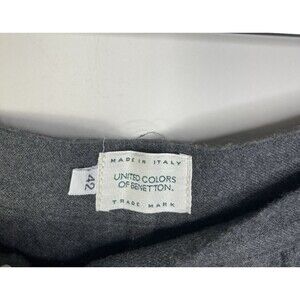 MADE IN ITALY
UNITED COLORS
OF BENETTON.
TRADE MARK
42